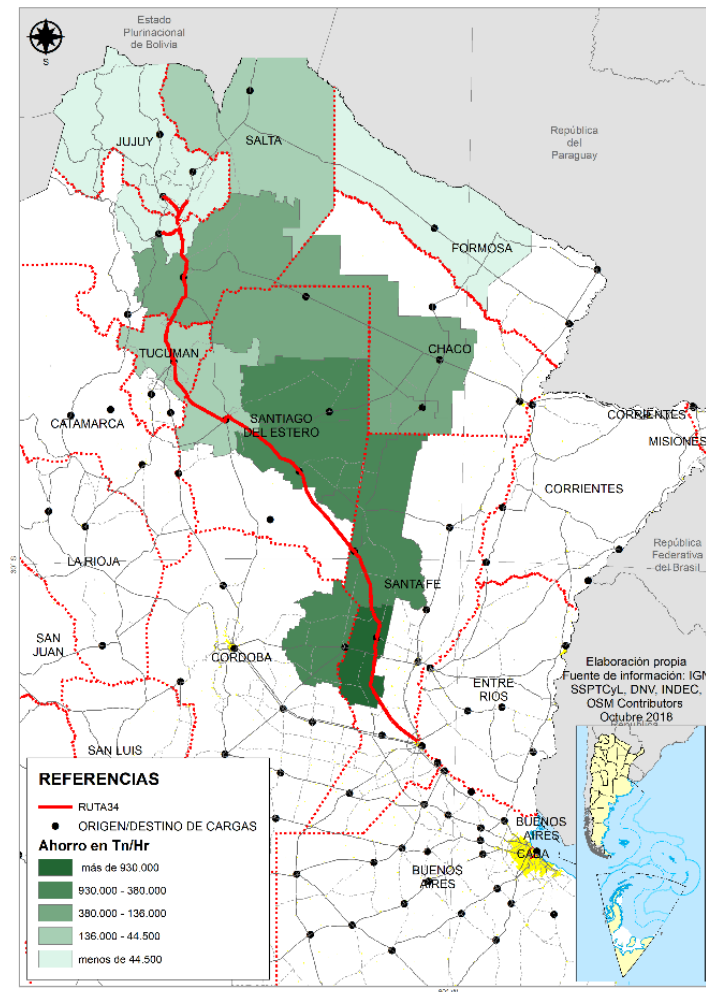 Estado
Plurinacional
de Bolivia
S
JUJUY
SALTA
República
del
Paraguay
FORMOSA
TUCUMAN
CHACO
CATAMARCA
SANTIAGO
DEL ESTERO
CORRIENTES
MISIONES
CORRIENTES
LA RIOJA
República
Federativa
del Brasil
30° S
SANTA FE
SAN
JUAN
CORDOBA
ENTRE
RIOS
Elaboración propia
Fuente de información: IGN
SSPTCyL, DNV, INDEC,
OSM Contributors
Octubre 2018
SAN LUIS
BUENOS
AIRES
CABA
BUENOS
AIRES
REFERENCIAS
RUTA34
ORIGEN/DESTINO DE CARGAS
Ahorro en Tn/Hr
más de 930.000
930.000 - 380.000
380.000 - 136.000
136.000 - 44.500
menos de 44.500